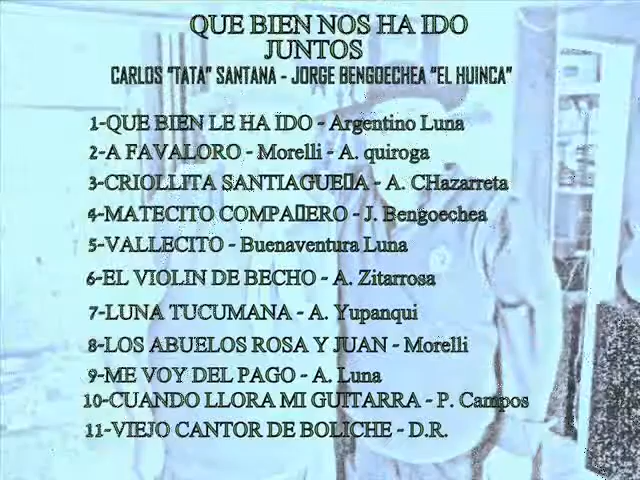 QUE BIEN NOS HA IDO
JUNTOS
CARLOS "TATA" SANTANA - JORGE BENGOECHEA "EL HUINCA"
1-QUE BIEN LE HA IDO - Argentino Luna
2-A FAVALORO - Morelli - A. quiroga
3-CRIOLLITA SANTIAGUE▯A - A. CHazarreta
4-MATECITO COMPA▯ERO - J. Bengoechea
5-VALLECITO - Buenaventura Luna
6-EL VIOLIN DE BECHO - A. Zitarrosa
7-LUNA TUCUMANA - A. Yupanqui
8-LOS ABUELOS ROSA Y JUAN - Morelli
9-ME VOY DEL PAGO - A. Luna
10-CUANDO LLORA MI GUITARRA - P. Campos
11-VIEJO CANTOR DE BOLICHE - D.R.